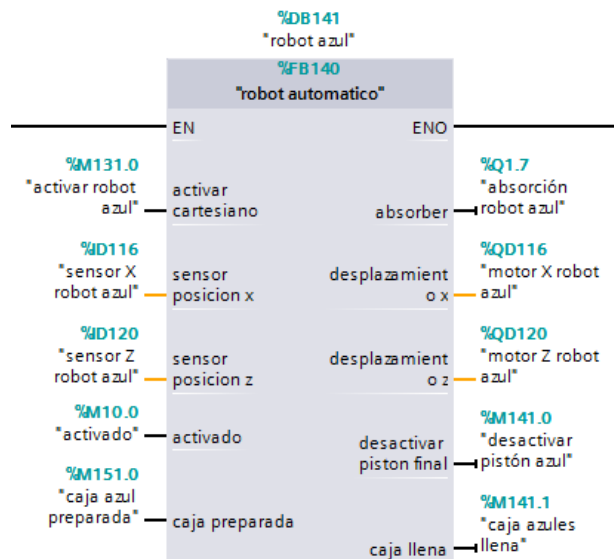 %DB141
"robot azul"
%FB140
"robot automatico"
EN
ENO
%M131.0
"activar robot
azul"
activar
cartesiano
%Q1.7
"absorción
robot azul"
absorber
%ID116
"sensor X
robot azul"
sensor
posicion x
%QD116
"motor X robot
azul"
desplazamient
o x
%ID120
"sensor Z
robot azul"
sensor
posicion z
%QD120
"motor Z robot
azul"
desplazamient
o z
%M10.0
"activado"
activado
%M141.0
"desactivar
pistón azul"
desactivar
piston final
%M151.0
"caja azul
preparada"
caja preparada
%M141.1
"caja azules
llena"
caja llena